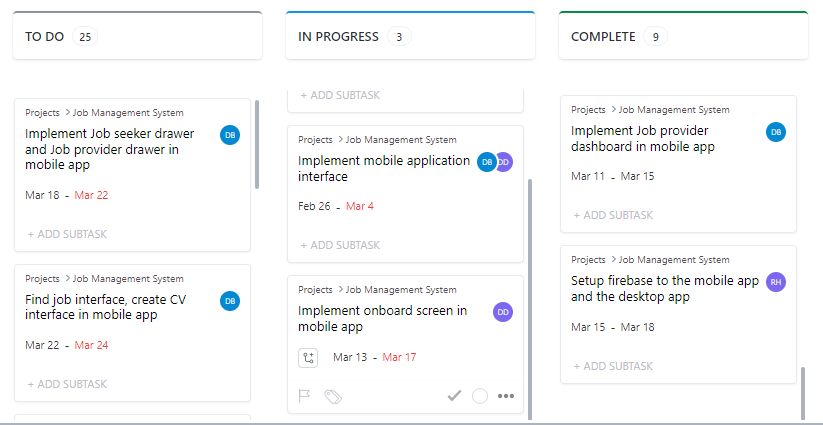 TO DO 25
Projects > Job Management System
Implement Job seeker drawer
and Job provider drawer in
mobile app
DB
Mar 18 - Mar 22
+ ADD SUBTASK
Projects > Job Management System
Find job interface, create CV
interface in mobile app
DB
Mar 22 - Mar 24
+ ADD SUBTASK
IN PROGRESS 3
+ ADD SUBTASK
Projects > Job Management System
Implement mobile application
interface
DB DD
Feb 26 - Mar 4
+ ADD SUBTASK
Projects > Job Management System
Implement onboard screen in
mobile app
DD
Mar 13 - Mar 17
COMPLETE 9
Projects > Job Management System
Implement Job provider
dashboard in mobile app
DB
Mar 11 - Mar 15
+ ADD SUBTASK
Projects > Job Management System
Setup firebase to the mobile app
and the desktop app
RH
Mar 15 - Mar 18
+ ADD SUBTASK